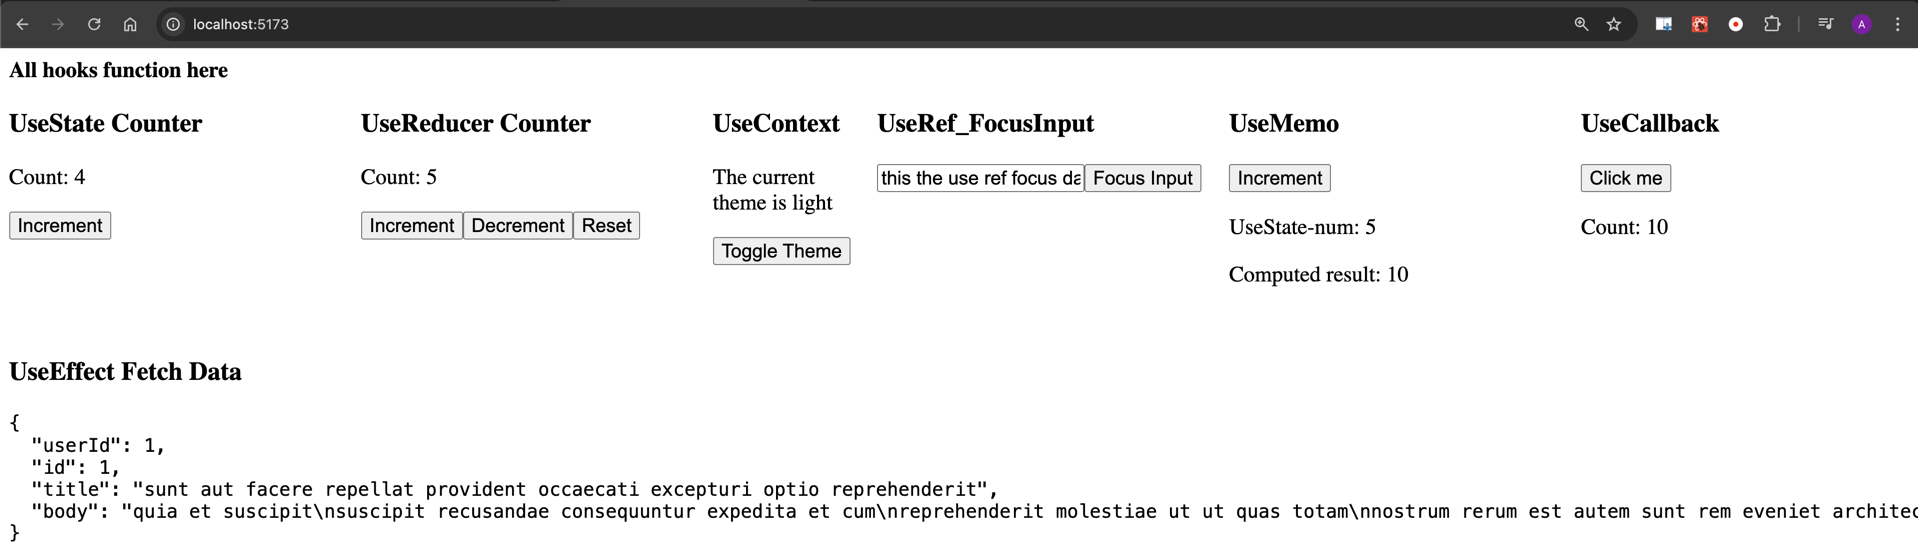 localhost:5173
A
All hooks function here
UseState Counter
Count: 4
Increment
UseReducer Counter
Count: 5
Increment Decrement Reset
UseContext
The current
theme is light
Toggle Theme
UseRef_FocusInput
this the use ref focus da Focus Input
UseMemo
Increment
UseState-num: 5
Computed result: 10
UseCallback
Click me
Count: 10
UseEffect Fetch Data
{
  "userId": 1,
  "id": 1,
  "title": "sunt aut facere repellat provident occaecati excepturi optio reprehenderit",
  "body": "quia et suscipit\nsuscipit recusandae consequuntur expedita et cum\nreprehenderit molestiae ut ut quas totam\nnostrum rerum est autem sunt rem eveniet architec
}